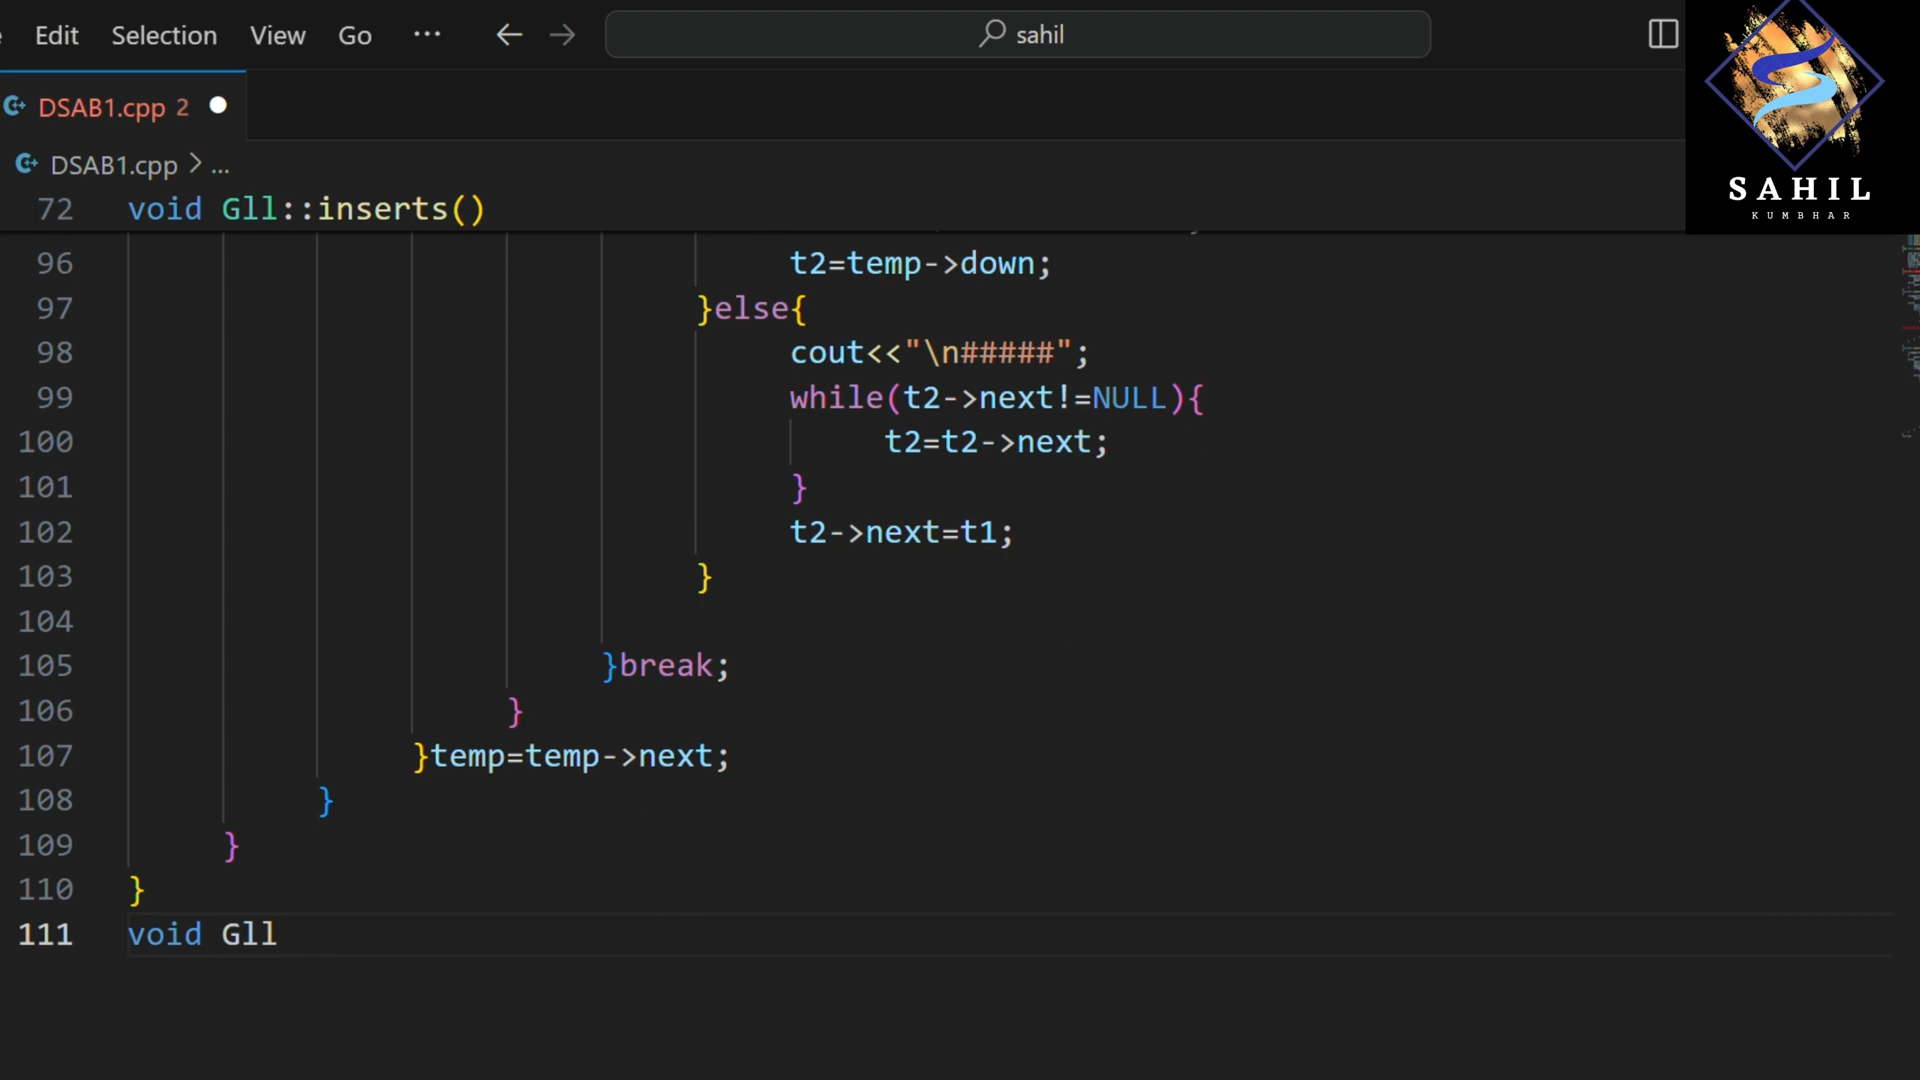 Edit Selection View Go ··· ← → sahil
DSAB1.cpp 2
DSAB1.cpp > ...
SAHIL
KUMBHAR
72 void Gll::inserts()
96 t2=temp->down;
97 }else{
98 cout<<"\n#####";
99 while(t2->next!=NULL){
100 t2=t2->next;
101 }
102 t2->next=t1;
103 }
104
105 }break;
106 }
107 }temp=temp->next;
108 }
109 }
110 }
111 void Gll